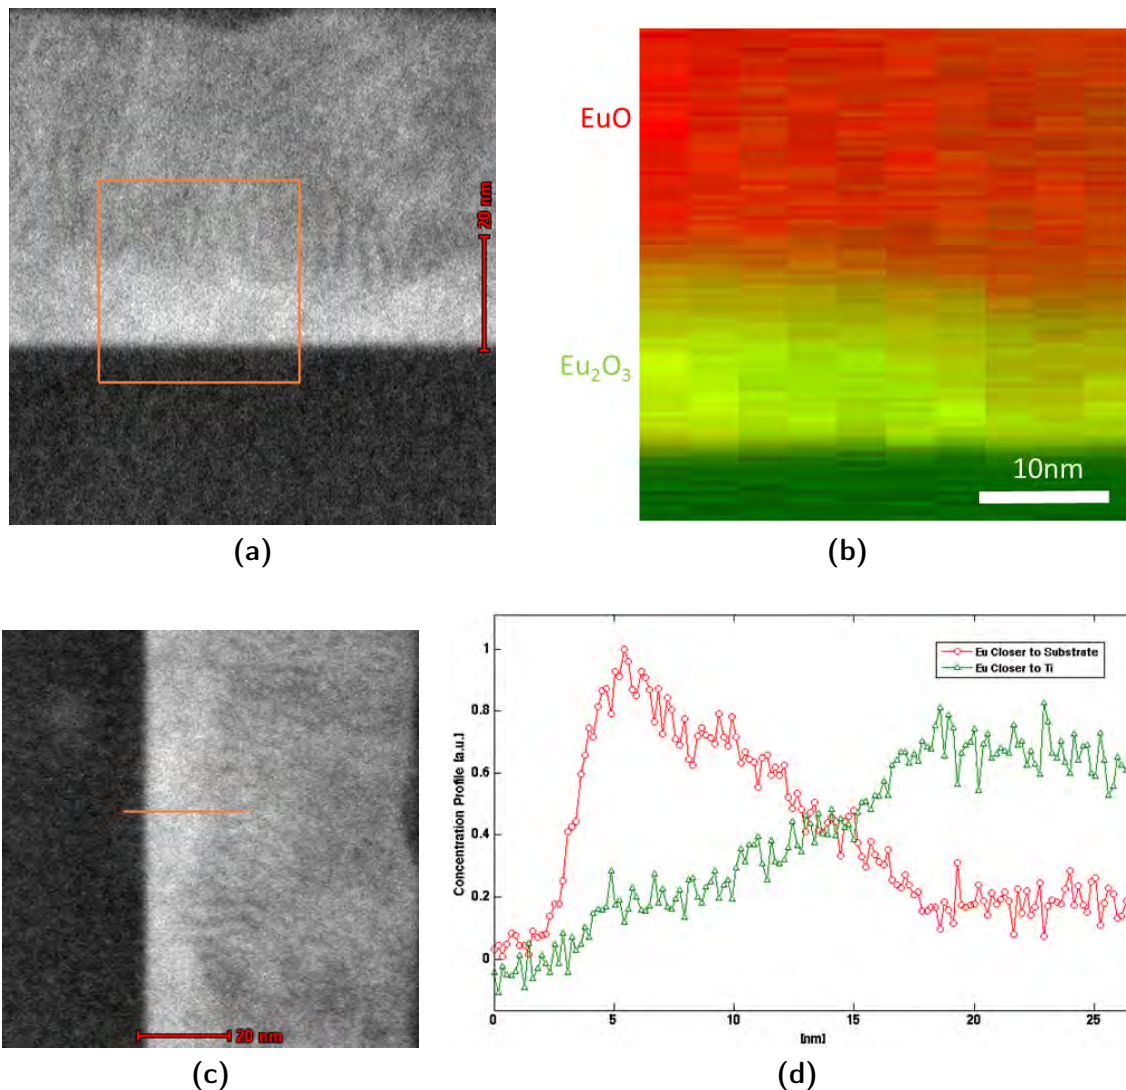 20 nm
EuO
Eu₂O₃
10nm
(a)
(b)
20 nm
Concentration Profile [a.u.]
1
0.8
0.6
0.4
0.2
0
Eu Closer to Substrate
Eu Closer to Ti
0
5
10
15
20
25
[nm]
(c)
(d)